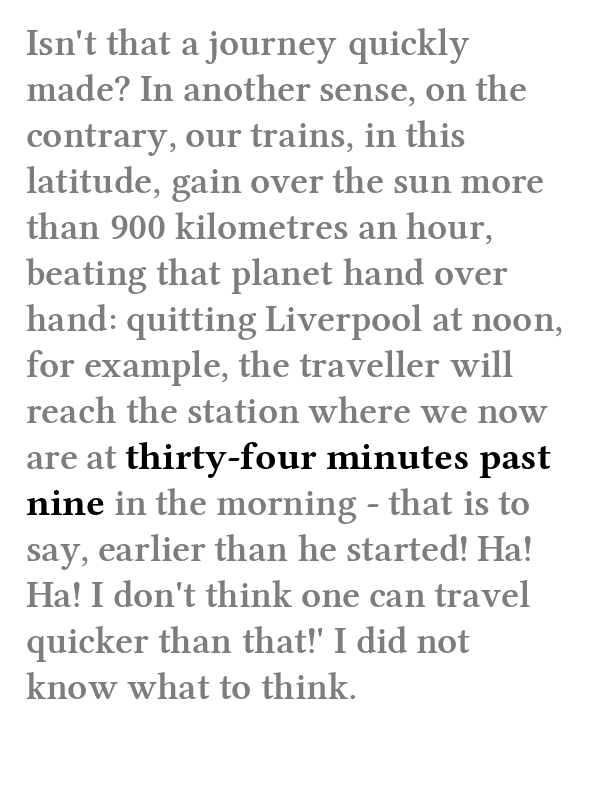 Isn't that a journey quickly
made? In another sense, on the
contrary, our trains, in this
latitude, gain over the sun more
than 900 kilometres an hour,
beating that planet hand over
hand: quitting Liverpool at noon,
for example, the traveller will
reach the station where we now
are at thirty-four minutes past
nine in the morning - that is to
say, earlier than he started! Ha!
Ha! I don't think one can travel
quicker than that!' I did not
know what to think.